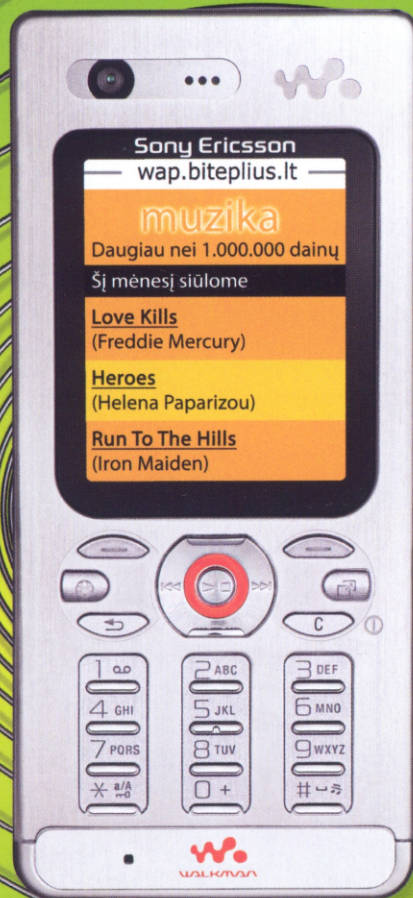 Sony Ericsson
wap.biteplius.lt
muzika
Daugiau nei 1.000.000 dainų
Šį mėnesį siūlome
Love Kills
(Freddie Mercury)
Heroes
(Helena Paparizou)
Run To The Hills
(Iron Maiden)
C
1 2 ABC 3 DEF
4 GHI 5 JKL 6 MNO
7 PQRS 8 TUV 9 WXYZ
* a/A 0 + #
WALKMAN